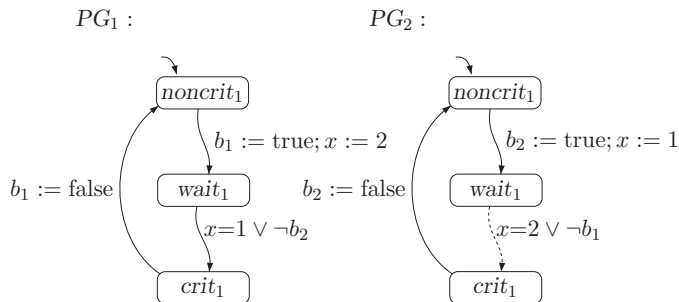 PG₁ : PG₂ :
noncrit₁ noncrit₁
b₁ := true; x := 2 b₂ := true; x := 1
b₁ := false wait₁ b₂ := false wait₁
x=1 ∨ ¬b₂ x=2 ∨ ¬b₁
crit₁ crit₁